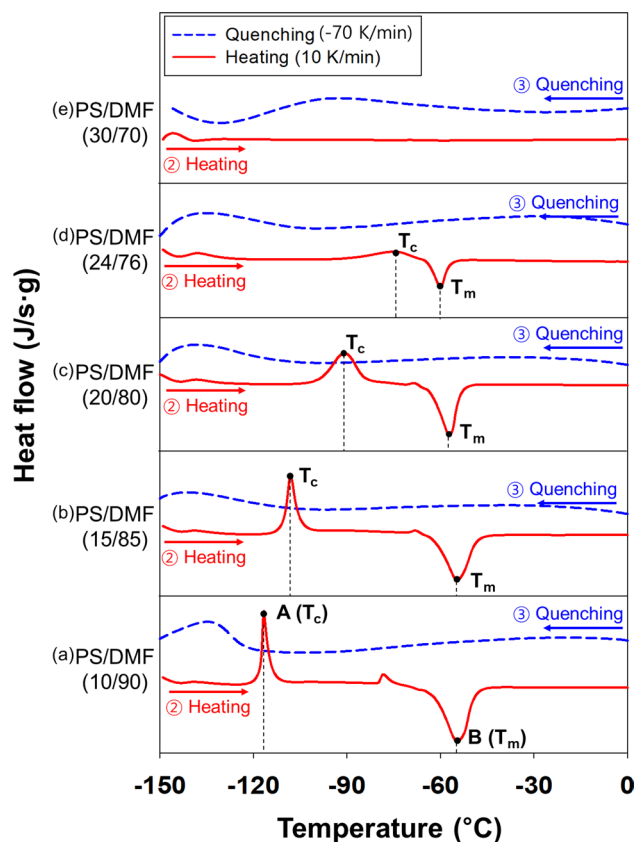 Quenching (-70 K/min)
Heating (10 K/min)
(e)PS/DMF
(30/70)
③ Quenching
② Heating
(d)PS/DMF
(24/76)
③ Quenching
② Heating
Tc
Tm
(c)PS/DMF
(20/80)
③ Quenching
② Heating
Tc
Tm
(b)PS/DMF
(15/85)
③ Quenching
② Heating
Tc
Tm
(a)PS/DMF
(10/90)
③ Quenching
② Heating
A (Tc)
B (Tm)
Heat flow (J/s·g)
-150 -120 -90 -60 -30 0
Temperature (°C)